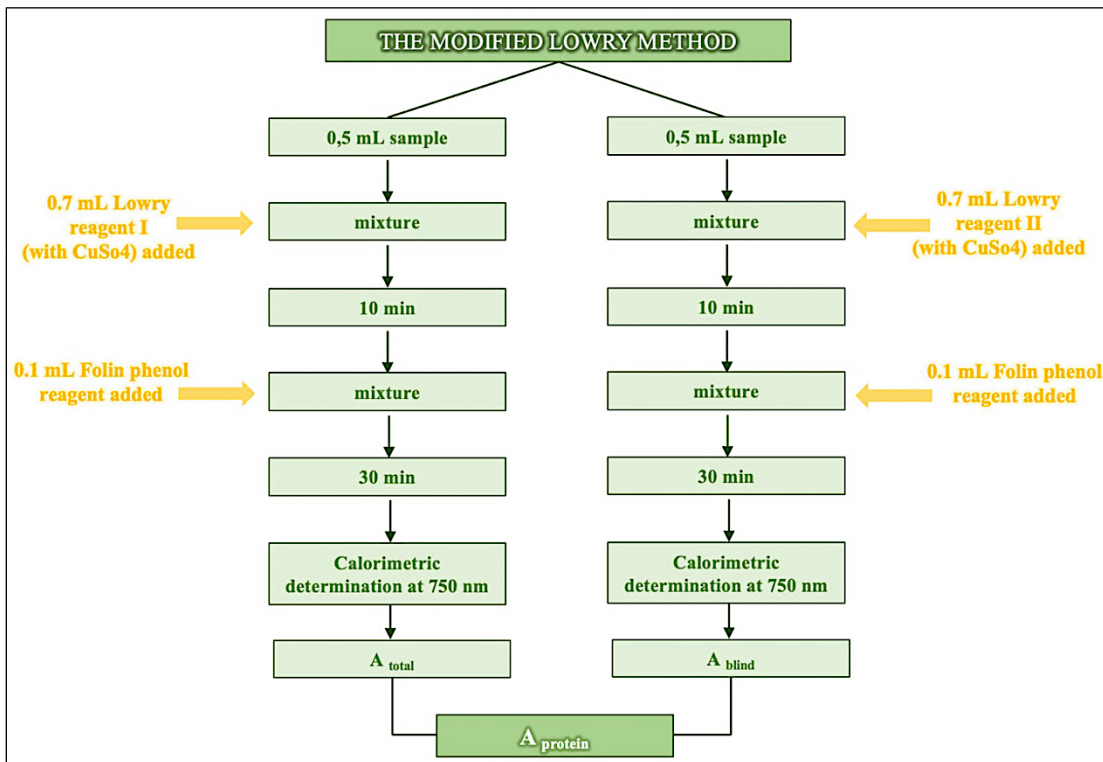 THE MODIFIED LOWRY METHOD
0,5 mL sample
0.7 mL Lowry
reagent I
(with CuSo4) added
mixture
10 min
0.1 mL Folin phenol
reagent added
mixture
30 min
Calorimetric
determination at 750 nm
A total
0,5 mL sample
0.7 mL Lowry
reagent II
(with CuSo4) added
mixture
10 min
0.1 mL Folin phenol
reagent added
mixture
30 min
Calorimetric
determination at 750 nm
A blind
A protein